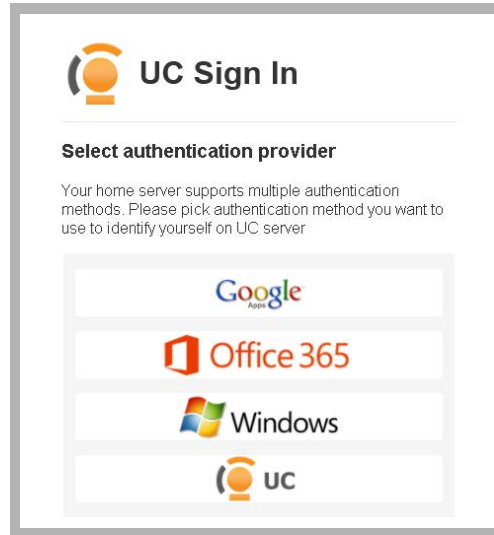 UC Sign In
Select authentication provider
Your home server supports multiple authentication
methods. Please pick authentication method you want to
use to identify yourself on UC server
Google
Apps
Office 365
Windows
UC